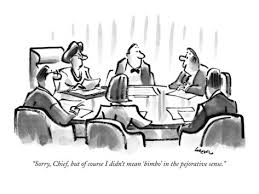 "Sorry, Chief, but of course I didn't mean 'bimbo' in the pejorative sense."